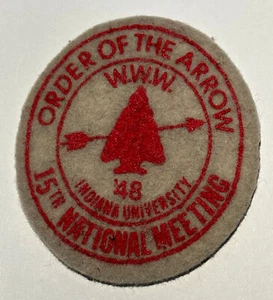 ORDER OF THE ARROW
W.W.W.
'48
INDIANA UNIVERSITY
15TH NATIONAL MEETING